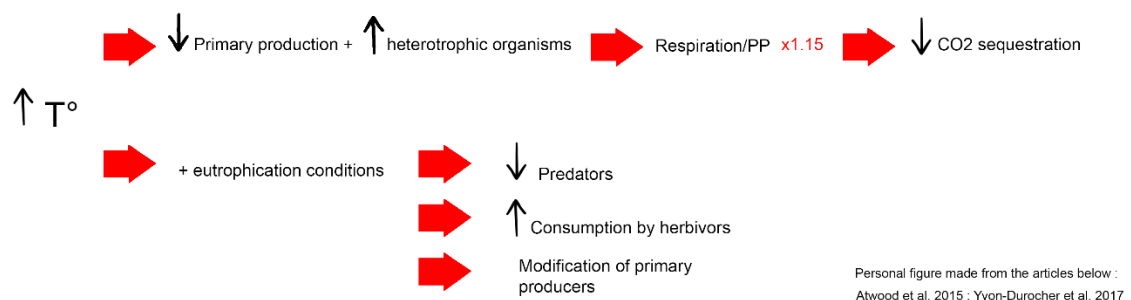 Primary production + heterotrophic organisms Respiration/PP x1.15 CO2 sequestration
T°
+ eutrophication conditions
Predators
Consumption by herbivors
Modification of primary
producers
Personal figure made from the articles below :
Atwood et al. 2015 ; Yvon-Durocher et al. 2017